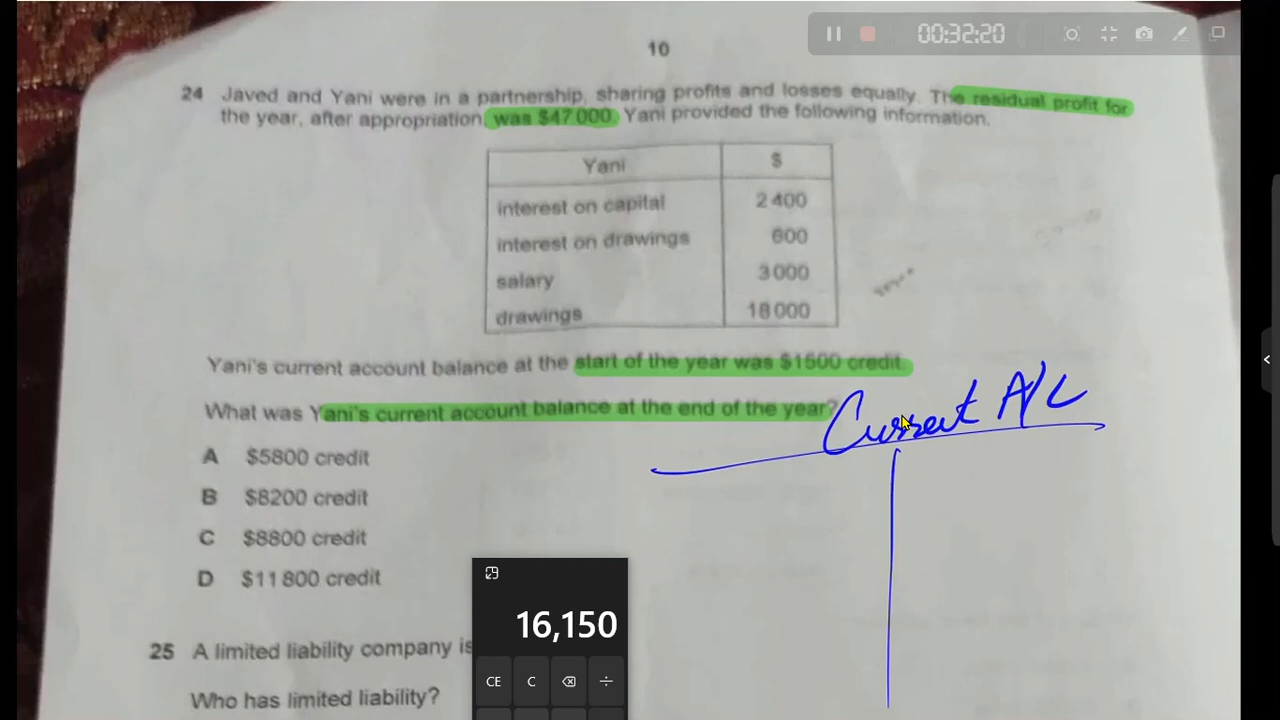 00:32:20
10
24 Javed and Yani were in a partnership, sharing profits and losses equally. The residual profit for
the year, after appropriation, was $47 000. Yani provided the following information.
Yani $
interest on capital 2 400
interest on drawings 600
salary 3 000
drawings 18 000
Yani's current account balance at the start of the year was $1500 credit.
What was Yani's current account balance at the end of the year?
Current A/C
A $5800 credit
B $8200 credit
C $8800 credit
D $11 800 credit
16,150
CE C ÷
25 A limited liability company is
Who has limited liability?